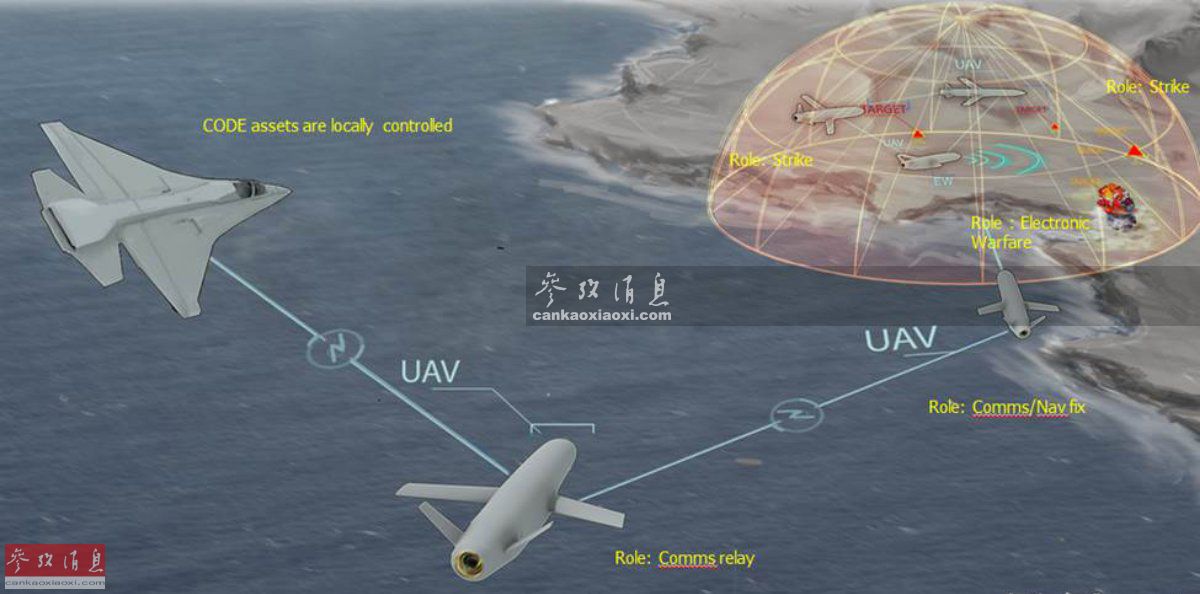 UAV
Role: Strike
TARGET
TARGET
CODE assets are locally controlled
UAV
Role: Strike
EW
Role : Electronic
Warfare
参考消息
cankaoxiaoxi.com
UAV
UAV
Role: Comms/Nav fix
Role: Comms relay
参考消息
cankaoxiaoxi.com